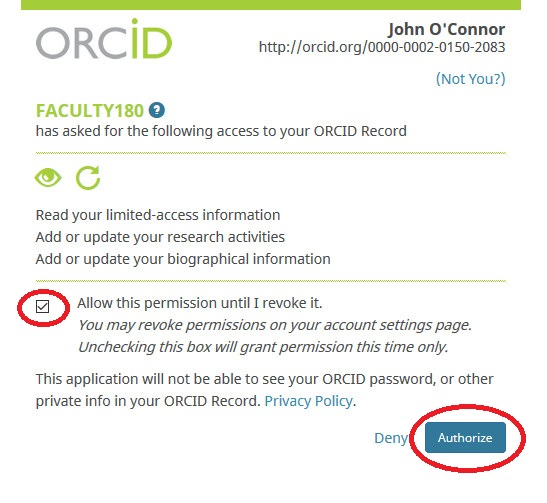 ORCiD
John O'Connor
http://orcid.org/0000-0002-0150-2083
(Not You?)
FACULTY180 ?
has asked for the following access to your ORCID Record
Read your limited-access information
Add or update your research activities
Add or update your biographical information
Allow this permission until I revoke it.
You may revoke permissions on your account settings page.
Unchecking this box will grant permission this time only.
This application will not be able to see your ORCID password, or other
private info in your ORCID Record. Privacy Policy.
Deny Authorize